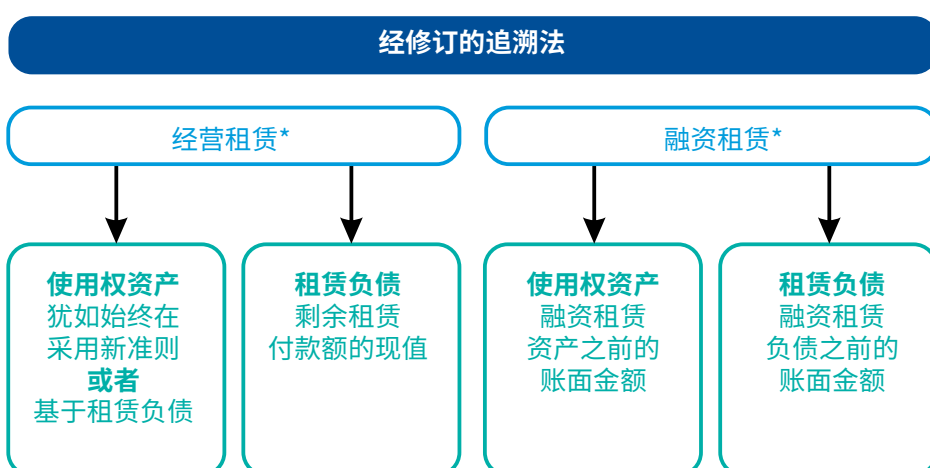 经修订的追溯法
经营租赁*
融资租赁*
使用权资产
犹如始终在
采用新准则
或者
基于租赁负债
租赁负债
剩余租赁
付款额的现值
使用权资产
融资租赁
资产之前的
账面金额
租赁负债
融资租赁
负债之前的
账面金额